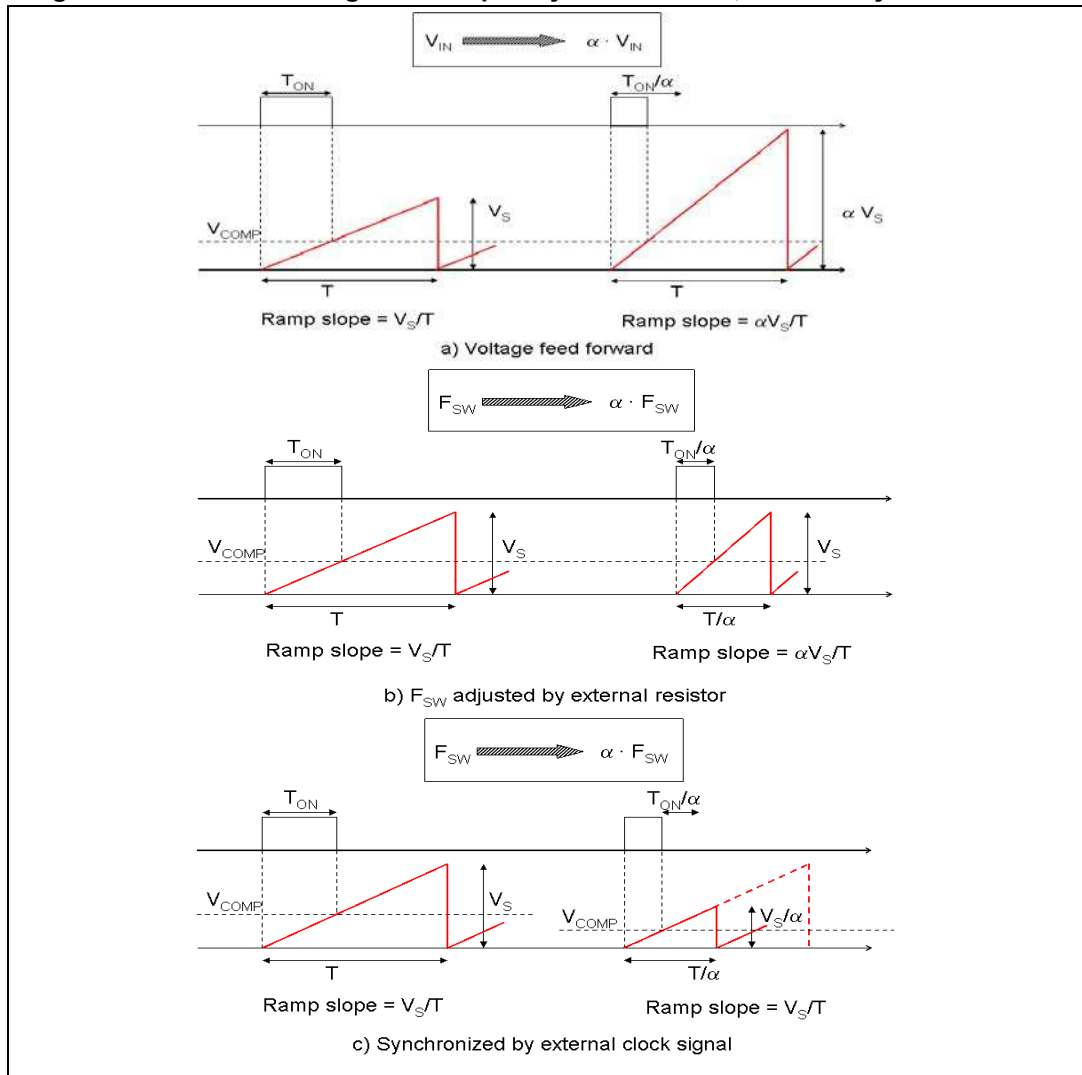 V_IN α · V_IN
T_ON T_ON/α
V_COMP V_S α V_S
T T
Ramp slope = V_S/T Ramp slope = αV_S/T
a) Voltage feed forward
F_SW α · F_SW
T_ON T_ON/α
V_COMP V_S V_S
T T/α
Ramp slope = V_S/T Ramp slope = αV_S/T
b) F_SW adjusted by external resistor
F_SW α · F_SW
T_ON T_ON/α
V_COMP V_S V_COMP V_S/α
T T/α
Ramp slope = V_S/T Ramp slope = V_S/T
c) Synchronized by external clock signal